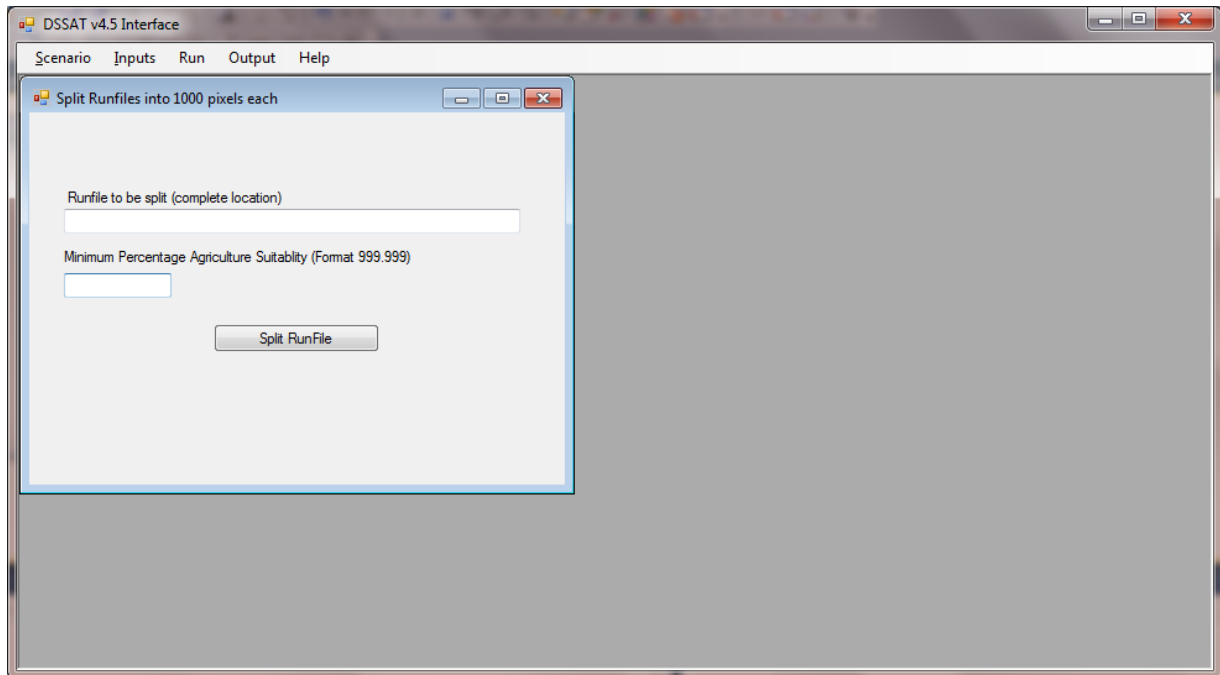 DSSAT v4.5 Interface
Scenario Inputs Run Output Help
Split Runfiles into 1000 pixels each
Runfile to be split (complete location)
Minimum Percentage Agriculture Suitablity (Format 999.999)
Split RunFile